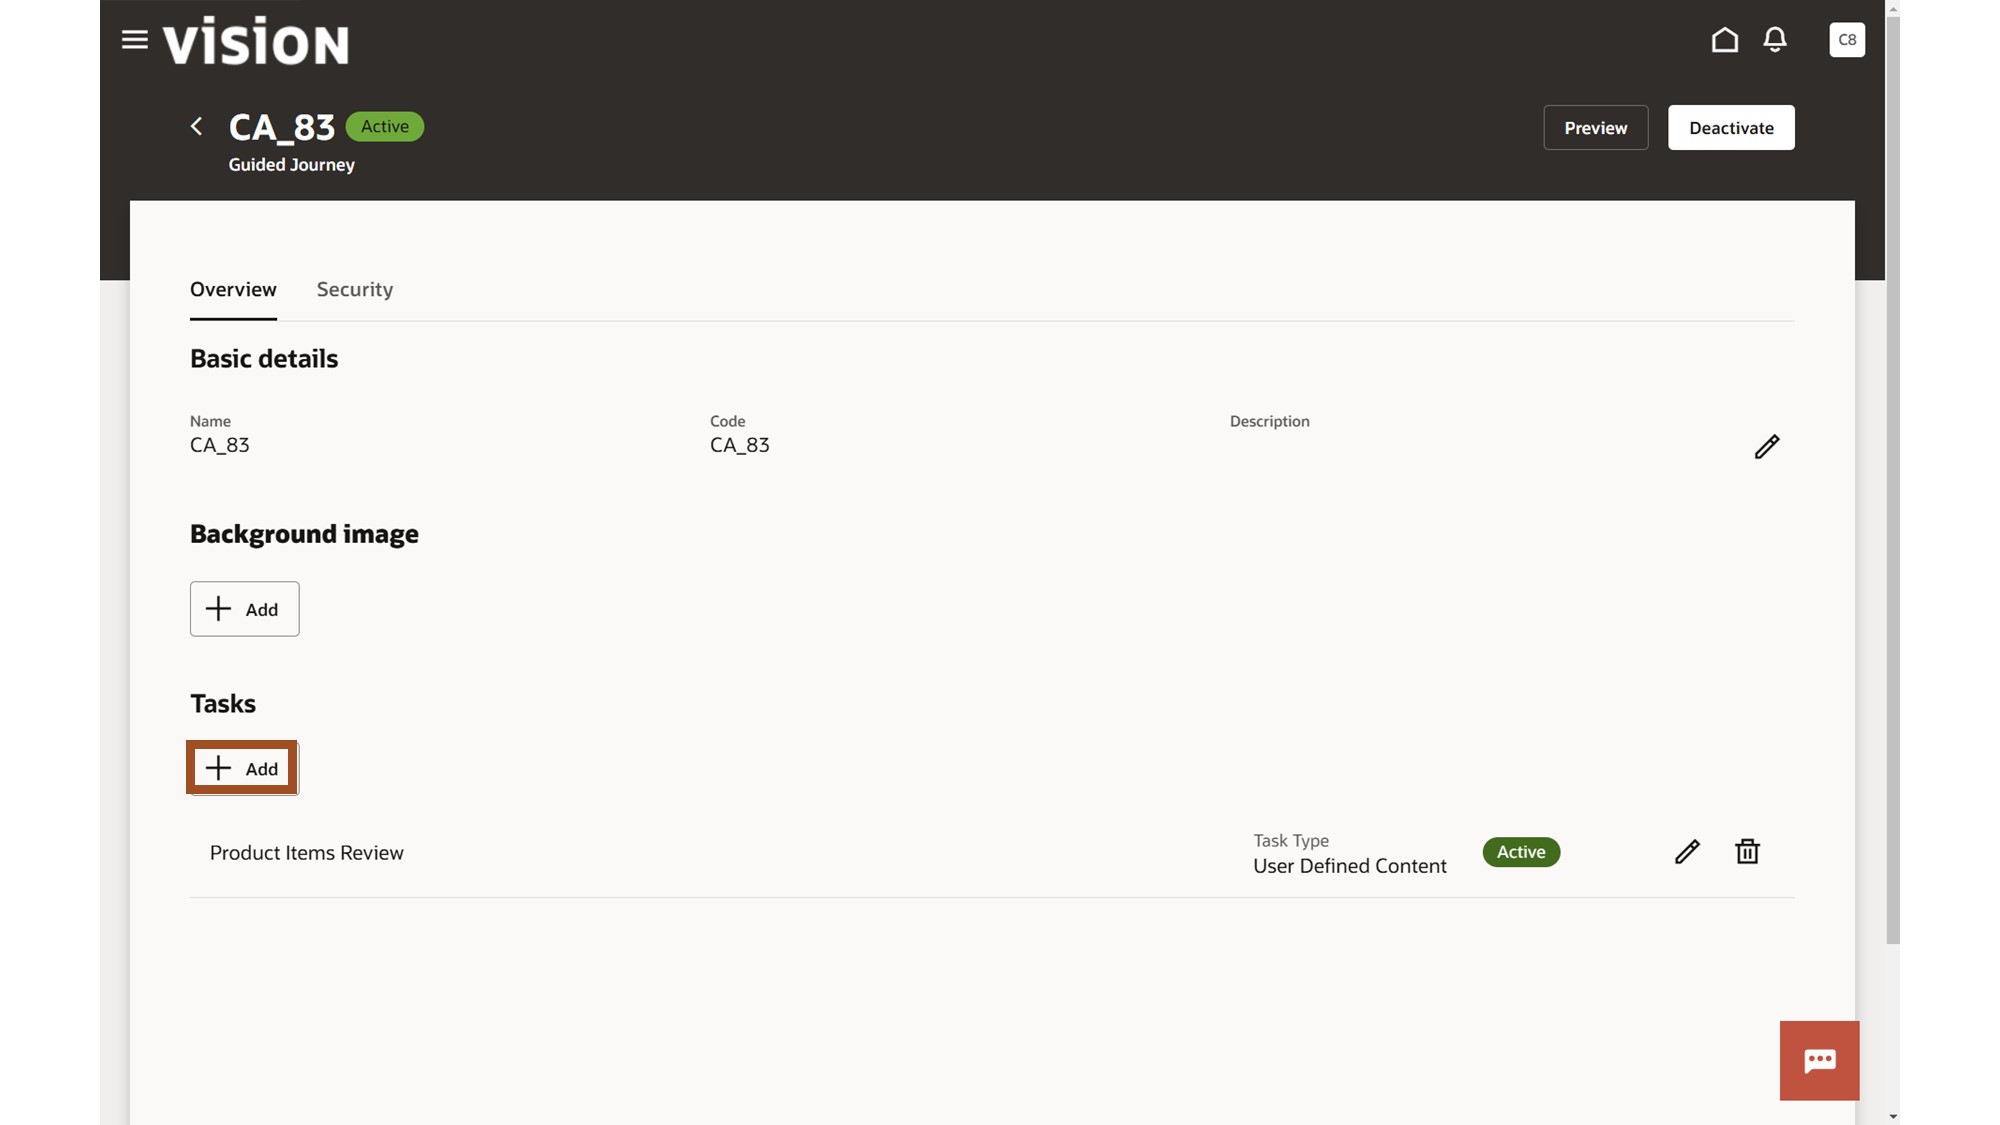 vision
C8
CA_83 Active
Preview Deactivate
Guided Journey
Overview Security
Basic details
Name Code Description
CA_83 CA_83
Background image
Add
Tasks
Add
Product Items Review
Task Type
User Defined Content
Active